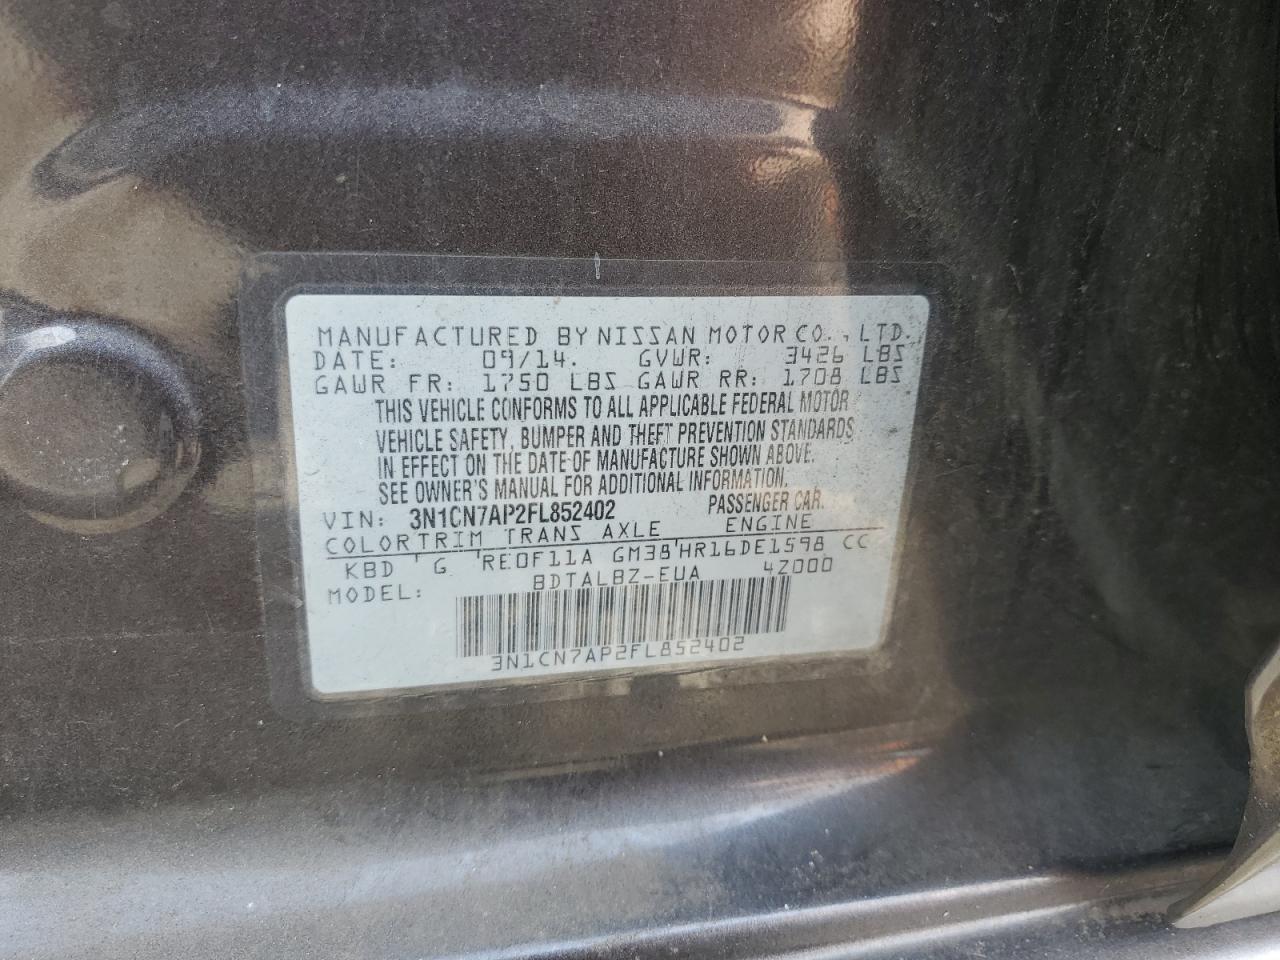 MANUFACTURED BY NISSAN MOTOR CO., LTD.
DATE: 09/14. GVWR: 3426 LBS
GAWR FR: 1750 LBS GAWR RR: 1708 LBS
THIS VEHICLE CONFORMS TO ALL APPLICABLE FEDERAL MOTOR
VEHICLE SAFETY, BUMPER AND THEFT PREVENTION STANDARDS
IN EFFECT ON THE DATE OF MANUFACTURE SHOWN ABOVE.
SEE OWNER'S MANUAL FOR ADDITIONAL INFORMATION.
VIN: 3N1CN7AP2FL852402 PASSENGER CAR.
COLOR TRIM TRANS AXLE ENGINE
KBD G RE0F11A GM38 HR16DE1598 CC
MODEL: BDTALBZ-EUA 4Z000
3N1CN7AP2FL852402